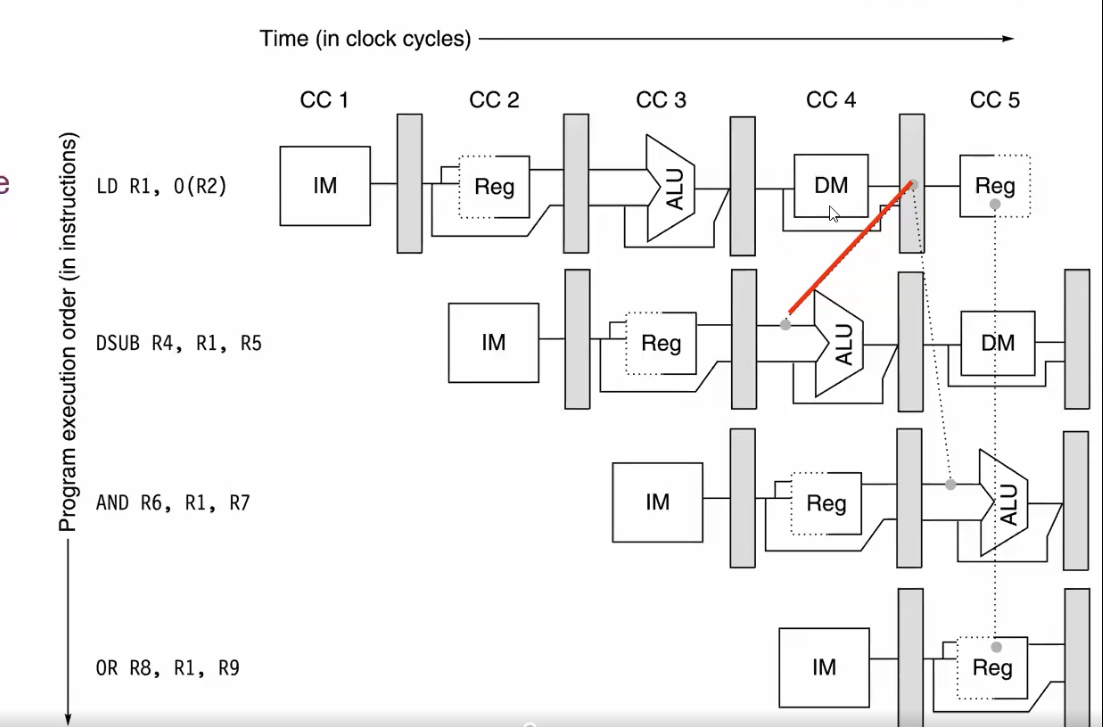 Time (in clock cycles)
CC 1 CC 2 CC 3 CC 4 CC 5
Program execution order (in instructions)
LD R1, 0(R2) IM Reg ALU DM Reg
DSUB R4, R1, R5 IM Reg ALU DM
AND R6, R1, R7 IM Reg ALU
OR R8, R1, R9 IM Reg
e